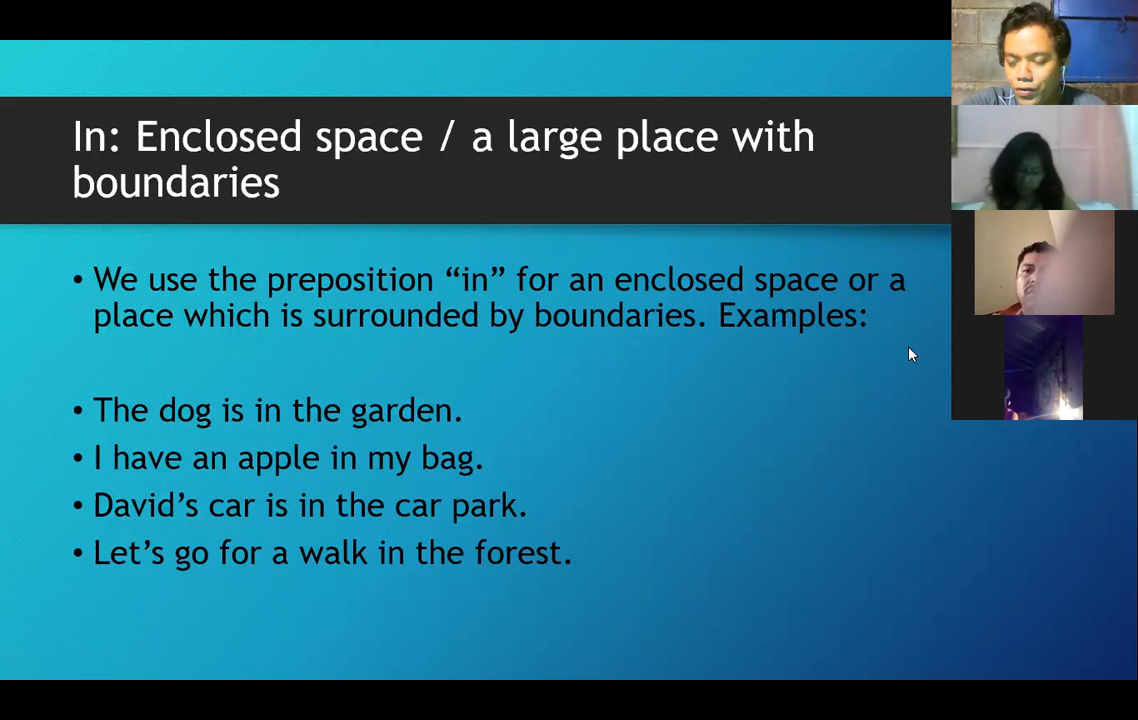 In: Enclosed space / a large place with
boundaries
• We use the preposition “in” for an enclosed space or a
place which is surrounded by boundaries. Examples:
• The dog is in the garden.
• I have an apple in my bag.
• David’s car is in the car park.
• Let’s go for a walk in the forest.